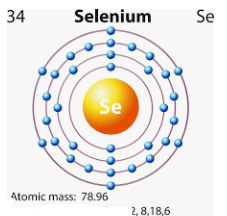 34 Selenium Se
Se
Atomic mass: 78.96
2, 8,18,6